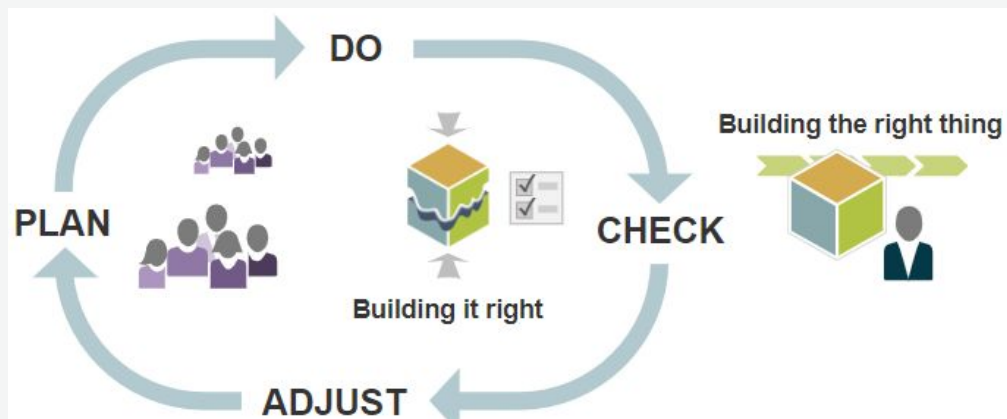 DO
Building the right thing
PLAN
CHECK
Building it right
ADJUST